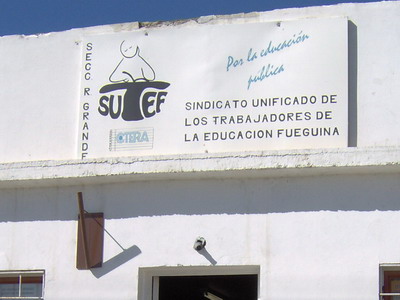 SECC. R. GRANDE
SUTEF
CTERA
Por la educación
pública
SINDICATO UNIFICADO DE
LOS TRABAJADORES DE
LA EDUCACION FUEGUINA